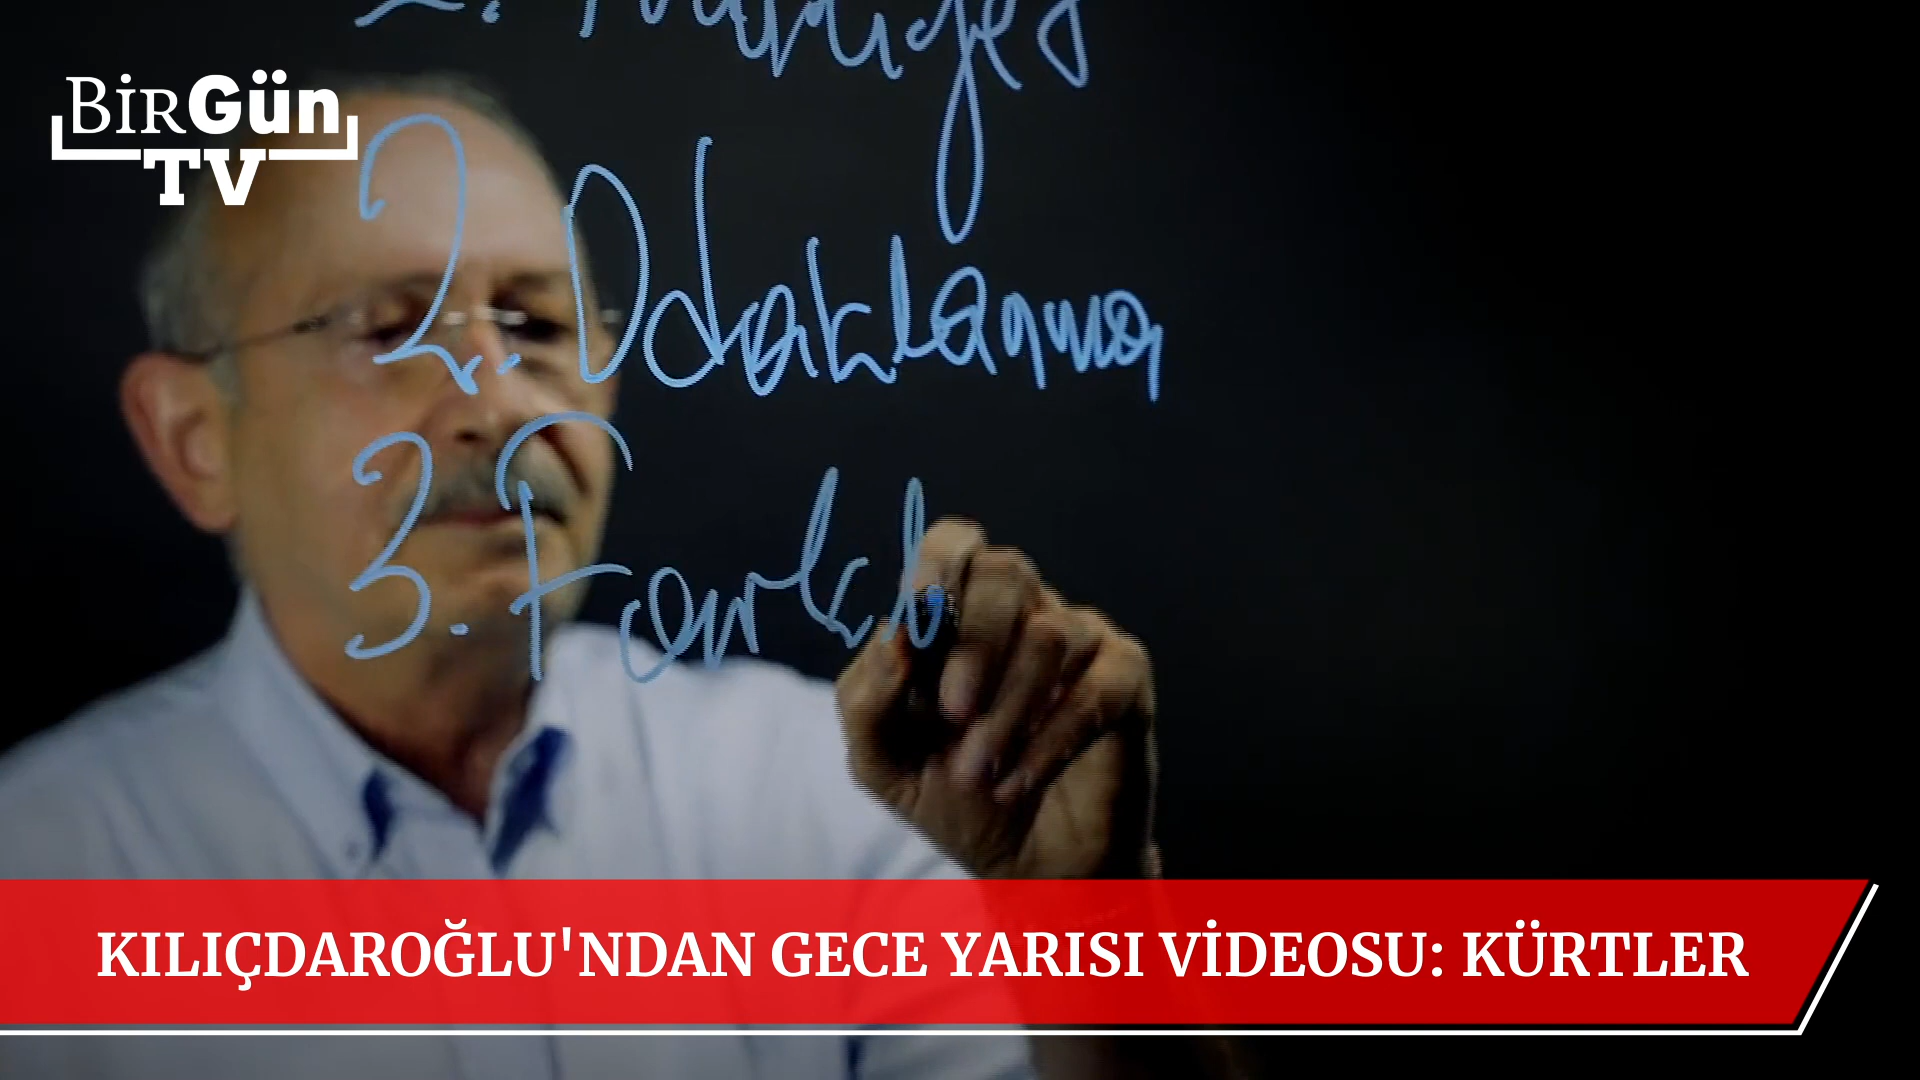 BirGün
TV
2. Odaklanma
3. Farklı
KILIÇDAROĞLU'NDAN GECE YARISI VİDEOSU: KÜRTLER